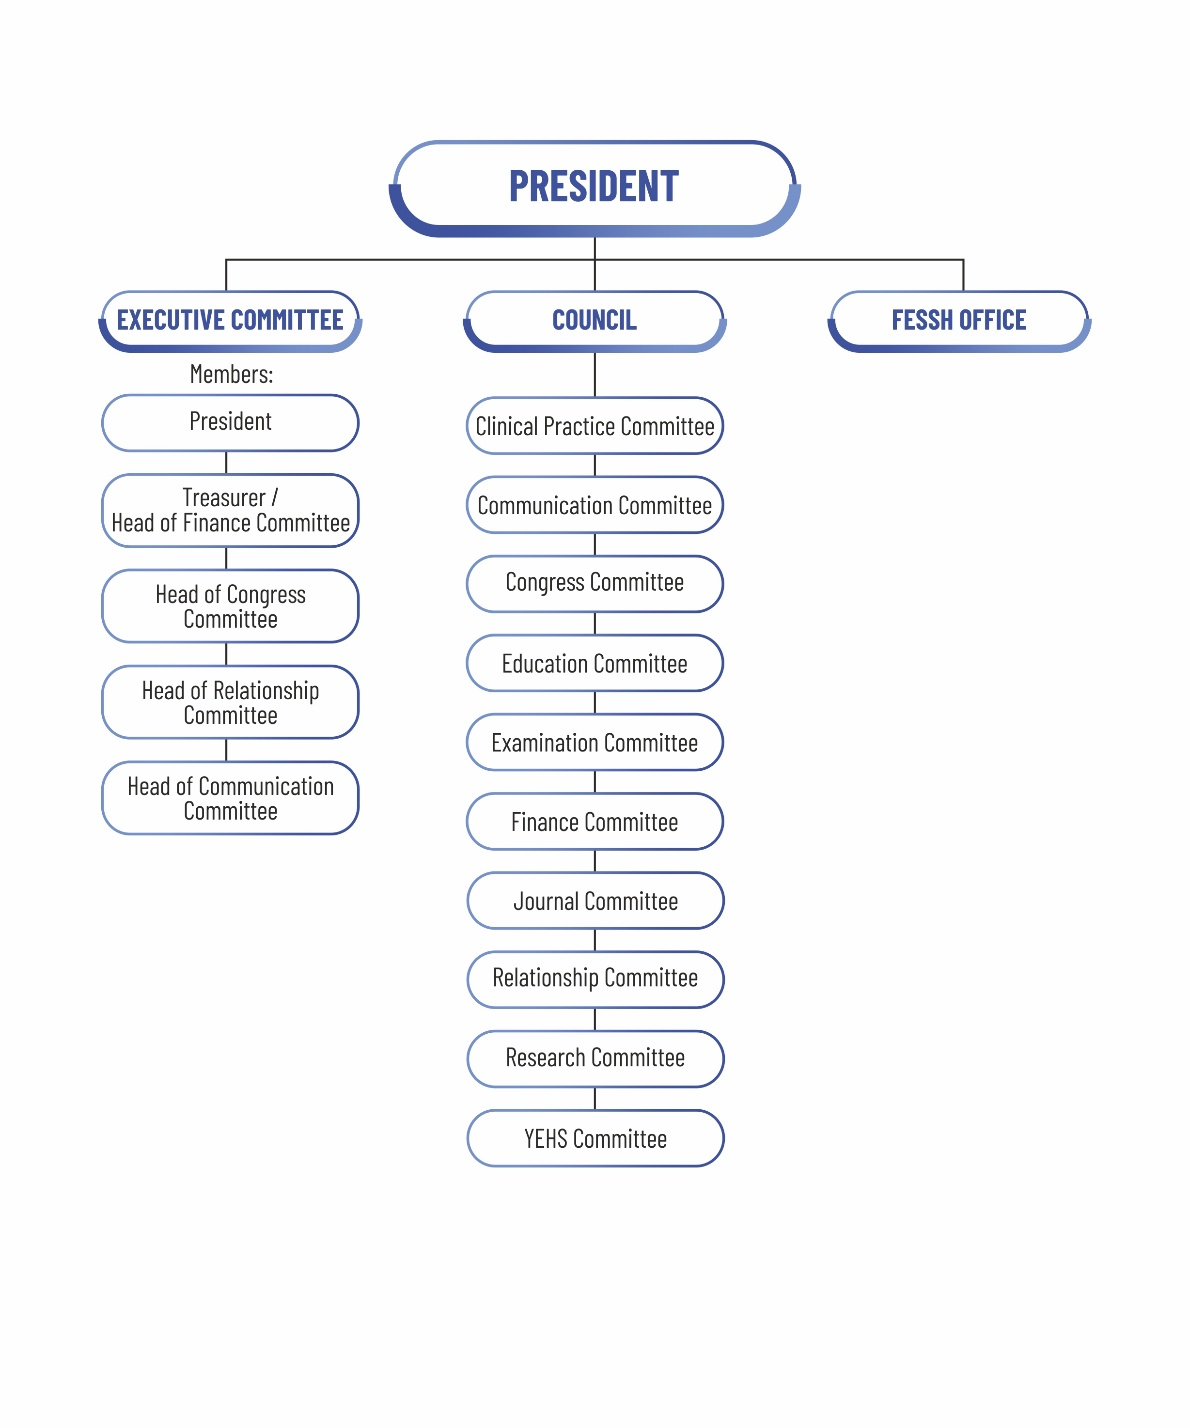 PRESIDENT
EXECUTIVE COMMITTEE
Members:
President
Treasurer /
Head of Finance Committee
Head of Congress
Committee
Head of Relationship
Committee
Head of Communication
Committee
COUNCIL
Clinical Practice Committee
Communication Committee
Congress Committee
Education Committee
Examination Committee
Finance Committee
Journal Committee
Relationship Committee
Research Committee
YEHS Committee
FESSH OFFICE